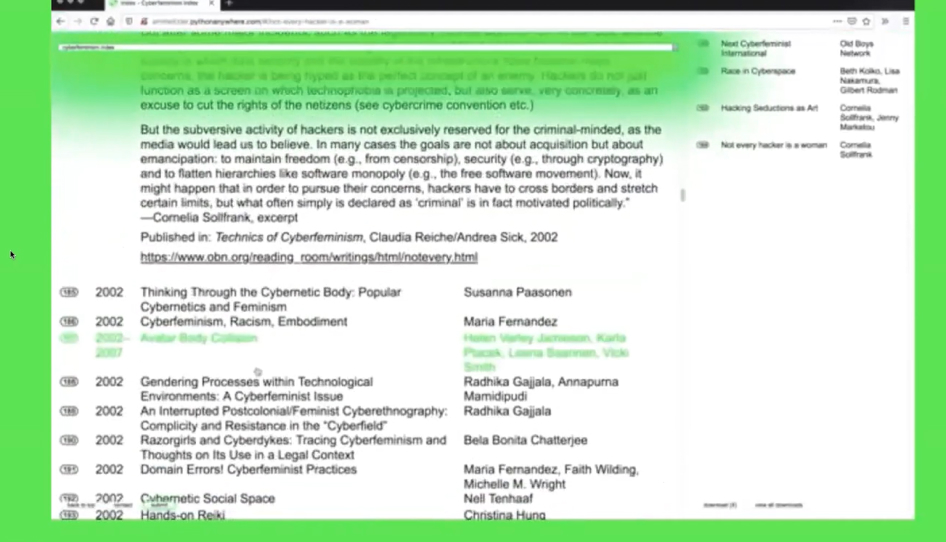 Index - Cyberfeminism Index
pythonanywhere.com/#/not-every-hacker-is-a-woman
cyberfeminism index
concerns, the hacker is being hyped as the perfect concept of an enemy. Hackers do not just
function as a screen on which technophobia is projected, but also serve, very concretely, as an
excuse to cut the rights of the netizens (see cybercrime convention etc.)
But the subversive activity of hackers is not exclusively reserved for the criminal-minded, as the
media would lead us to believe. In many cases the goals are not about acquisition but about
emancipation: to maintain freedom (e.g., from censorship), security (e.g., through cryptography)
and to flatten hierarchies like software monopoly (e.g., the free software movement). Now, it
might happen that in order to pursue their concerns, hackers have to cross borders and stretch
certain limits, but what often simply is declared as 'criminal' is in fact motivated politically."
—Cornelia Sollfrank, excerpt
Published in: Technics of Cyberfeminism, Claudia Reiche/Andrea Sick, 2002
https://www.obn.org/reading_room/writings/html/notevery.html
185 2002 Thinking Through the Cybernetic Body: Popular Susanna Paasonen
Cybernetics and Feminism
186 2002 Cyberfeminism, Racism, Embodiment Maria Fernandez
2002– Avatar Body Collision Helen Varley Jamieson, Karla
2007 Ptacek, Leena Saarinen, Vicki
Smith
188 2002 Gendering Processes within Technological Radhika Gajjala, Annapurna
Environments: A Cyberfeminist Issue Mamidipudi
189 2002 An Interrupted Postcolonial/Feminist Cyberethnography: Radhika Gajjala
Complicity and Resistance in the "Cyberfield"
190 2002 Razorgirls and Cyberdykes: Tracing Cyberfeminism and Bela Bonita Chatterjee
Thoughts on Its Use in a Legal Context
191 2002 Domain Errors! Cyberfeminist Practices Maria Fernandez, Faith Wilding,
Michelle M. Wright
192 2002 Cybernetic Social Space Nell Tenhaaf
193 2002 Hands-on Reiki Christina Hung
back to top contact submit
Next Cyberfeminist Old Boys
International Network
Race in Cyberspace Beth Kolko, Lisa
Nakamura,
Gilbert Rodman
Hacking Seductions as Art Cornelia
Sollfrank, Jenny
Marketou
Not every hacker is a woman Cornelia
Sollfrank
download (4) view all downloads